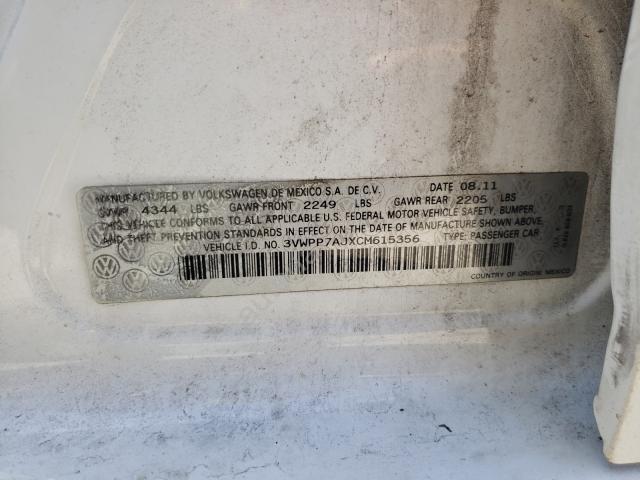 MANUFACTURED BY VOLKSWAGEN DE MEXICO S.A. DE C.V. DATE 08.11
GVWR 4344 LBS GAWR FRONT 2249 LBS GAWR REAR 2205 LBS
THIS VEHICLE CONFORMS TO ALL APPLICABLE U.S. FEDERAL MOTOR VEHICLE SAFETY, BUMPER,
AND THEFT PREVENTION STANDARDS IN EFFECT ON THE DATE OF MANUFACTURE SHOWN ABOVE.
VEHICLE I.D. NO. 3VWPP7AJXCM615356 TYPE: PASSENGER CAR
COUNTRY OF ORIGIN: MEXICO